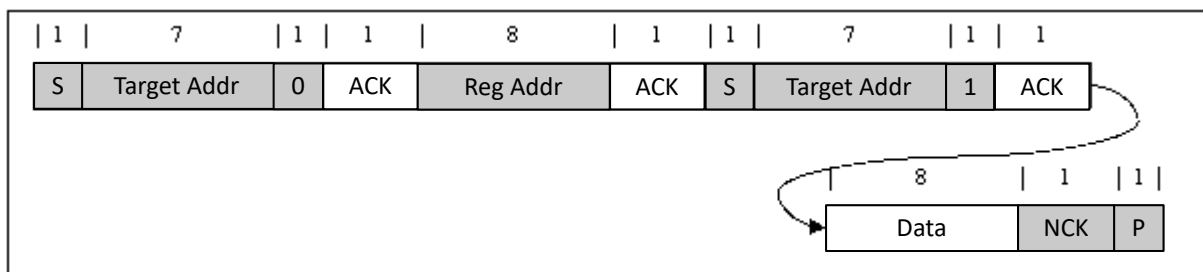 | 1 | 7 | 1 | 1 | 8 | 1 | 1 | 7 | 1 | 1
S Target Addr 0 ACK Reg Addr ACK S Target Addr 1 ACK
| 8 | 1 | 1 |
Data NCK P